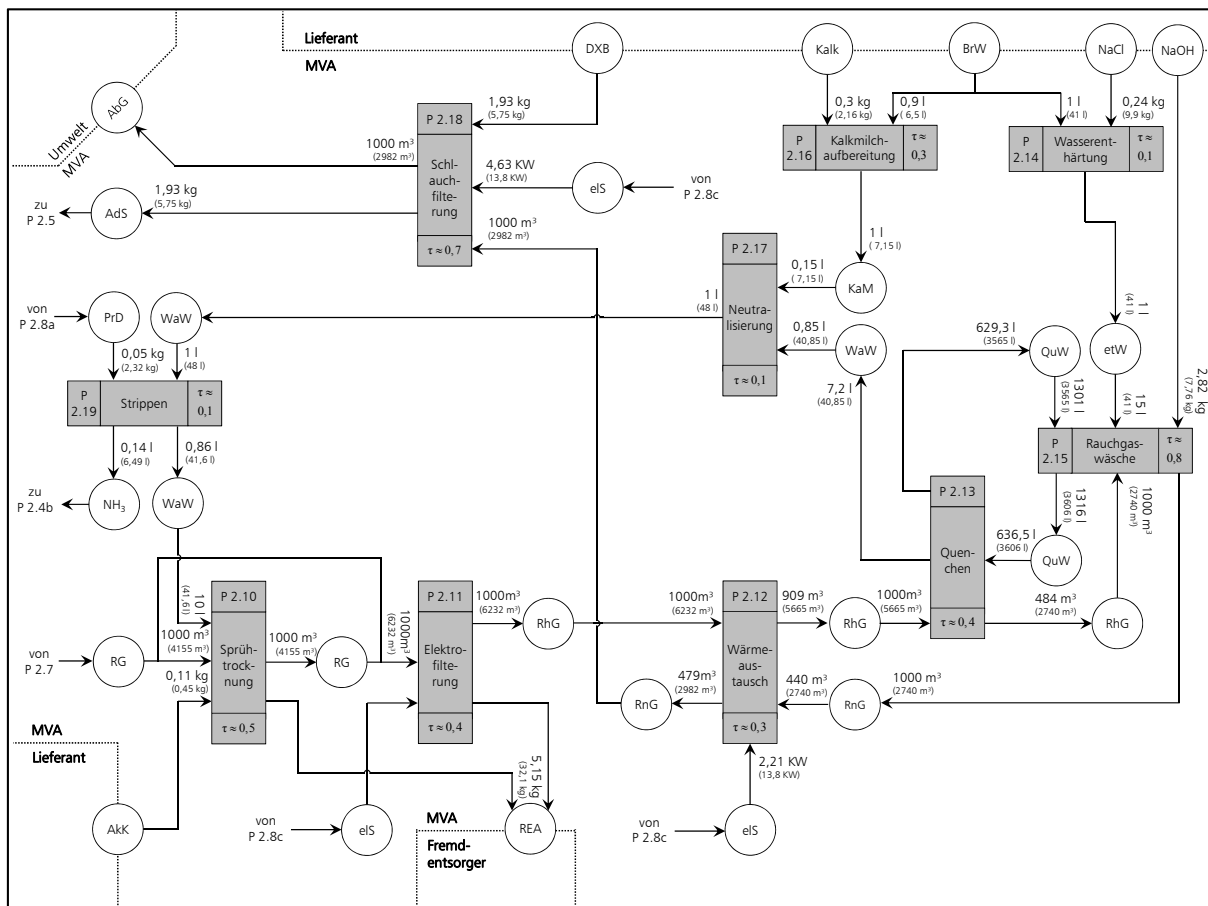 Lieferant
MVA
DXB
Kalk
BrW
NaCl
NaOH
AbG
Umwelt
MVA
1,93 kg
(5,75 kg)
0,3 kg
(2,16 kg)
0,9 l
( 6,5 l)
1 l
(41 l)
0,24 kg
(9,9 kg)
P 2.18
Schl-
auch-
filte-
rung
τ ≈ 0,7
1000 m³
(2982 m³)
4,63 KW
(13,8 KW)
elS
von
P 2.8c
P
2.16
Kalkmilch-
aufbereitung
τ ≈
0,3
P
2.14
Wasserent-
härtung
τ ≈
0,1
zu
P 2.5
AdS
1,93 kg
(5,75 kg)
1000 m³
(2982 m³)
P 2.17
Neutra-
lisierung
τ ≈ 0,1
1 l
( 7,15 l)
0,15 l
( 7,15 l)
KaM
1 l
(41 l)
von
P 2.8a
PrD
WaW
1 l
(48 l)
0,85 l
(40,85 l)
WaW
629,3 l
(3565 l)
QuW
etW
0,05 kg
(2,32 kg)
1 l
(48 l)
7,2 l
(40,85 l)
1301 l
(3565 l)
15 l
(41 l)
2,82 kg
(7,76 kg)
P
2.19
Strippen
τ ≈
0,1
P
2.15
Rauchgas-
wäsche
τ ≈
0,8
0,14 l
(6,49 l)
0,86 l
(41,6 l)
zu
P 2.4b
NH₃
WaW
P 2.13
Quen-
chen
τ ≈ 0,4
1316 l
(3606 l)
1000 m³
(2740 m³)
636,5 l
(3606 l)
QuW
10 l
(41,6 l)
P 2.10
Sprüh-
trock-
nung
τ ≈ 0,5
1000 m³
(4155 m³)
von
P 2.7
RG
0,11 kg
(0,45 kg)
1000 m³
(4155 m³)
RG
1000m³
(6232 m³)
P 2.11
Elektro-
filte-
rung
τ ≈ 0,4
1000m³
(6232 m³)
RhG
1000m³
(6232 m³)
P 2.12
Wärme-
aus-
tausch
τ ≈ 0,3
909 m³
(5665 m³)
RhG
1000m³
(5665 m³)
484 m³
(2740 m³)
RhG
479m³
(2982 m³)
RnG
440 m³
(2740 m³)
RnG
1000 m³
(2740 m³)
MVA
Lieferant
AkK
von
P 2.8c
elS
5,15 kg
(32,1 kg)
REA
MVA
Fremd-
entsorger
2,21 KW
(13,8 KW)
von
P 2.8c
elS